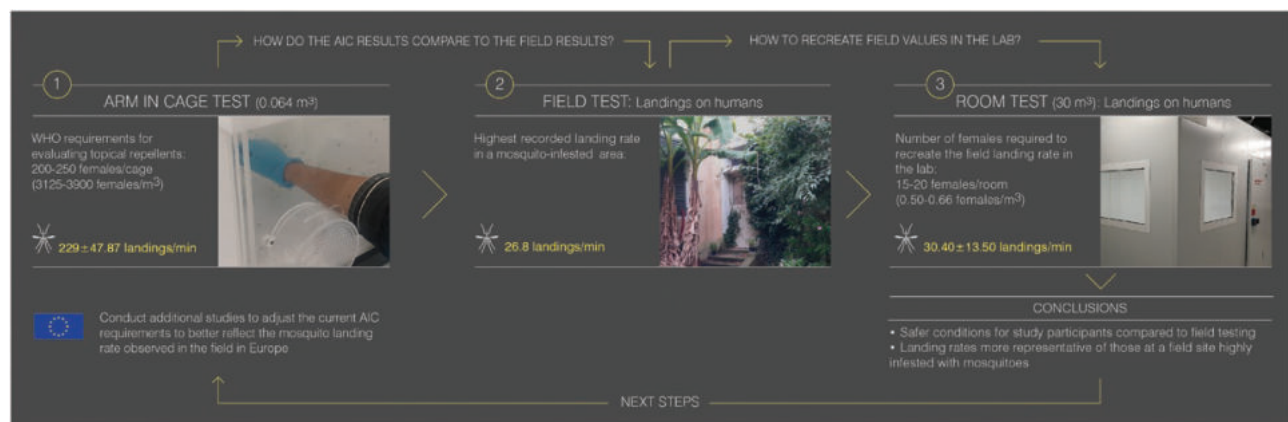 HOW DO THE AIC RESULTS COMPARE TO THE FIELD RESULTS?
HOW TO RECREATE FIELD VALUES IN THE LAB?
1
ARM IN CAGE TEST (0.064 m³)
WHO requirements for
evaluating topical repellents:
200-250 females/cage
(3125-3900 females/m³)
229±47.87 landings/min
2
FIELD TEST: Landings on humans
Highest recorded landing rate
in a mosquito-infested area:
26.8 landings/min
3
ROOM TEST (30 m³): Landings on humans
Number of females required to
recreate the field landing rate in
the lab:
15-20 females/room
(0.50-0.66 females/m³)
30.40±13.50 landings/min
CONCLUSIONS
• Safer conditions for study participants compared to field testing
• Landing rates more representative of those at a field site highly
infested with mosquitoes
Conduct additional studies to adjust the current AIC
requirements to better reflect the mosquito landing
rate observed in the field in Europe
NEXT STEPS